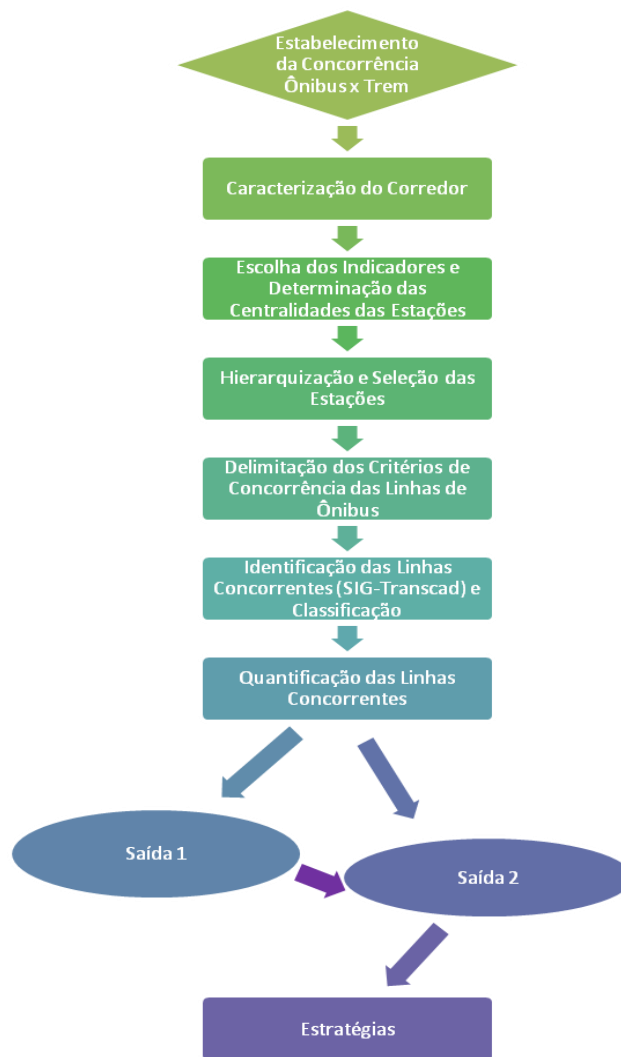 Estabelecimento
da Concorrência
Ônibus x Trem
Caracterização do Corredor
Escolha dos Indicadores e
Determinação das
Centralidades das Estações
Hierarquização e Seleção das
Estações
Delimitação dos Critérios de
Concorrência das Linhas de
Ônibus
Identificação das Linhas
Concorrentes (SIG-Transcad) e
Classificação
Quantificação das Linhas
Concorrentes
Saída 1
Saída 2
Estratégias